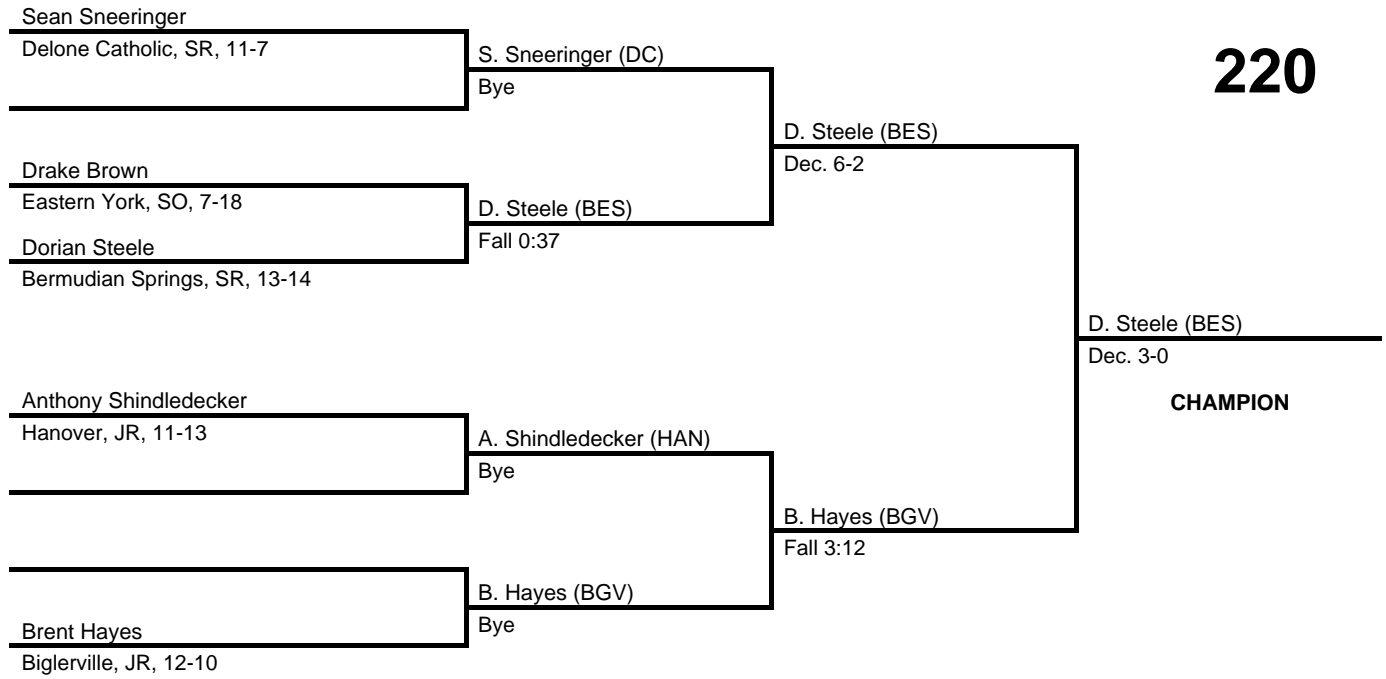 Sean Sneeringer
Delone Catholic, SR, 11-7
S. Sneeringer (DC)
Bye
220
D. Steele (BES)
Dec. 6-2
Drake Brown
Eastern York, SO, 7-18
D. Steele (BES)
Fall 0:37
Dorian Steele
Bermudian Springs, SR, 13-14
D. Steele (BES)
Dec. 3-0
CHAMPION
Anthony Shindledecker
Hanover, JR, 11-13
A. Shindledecker (HAN)
Bye
B. Hayes (BGV)
Fall 3:12
B. Hayes (BGV)
Bye
Brent Hayes
Biglerville, JR, 12-10